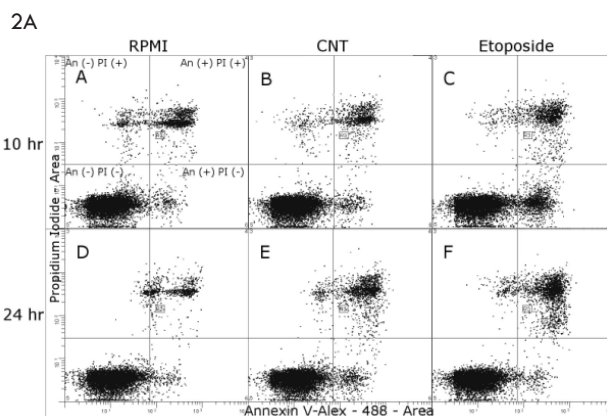 2A
RPMI CNT Etoposide
An (-) PI (+) An (+) PI (+)
A B C
10 hr
An (-) PI (-) An (+) PI (-)
Propidium Iodide - Area
D E F
24 hr
Annexin V-Alex - 488 - Area